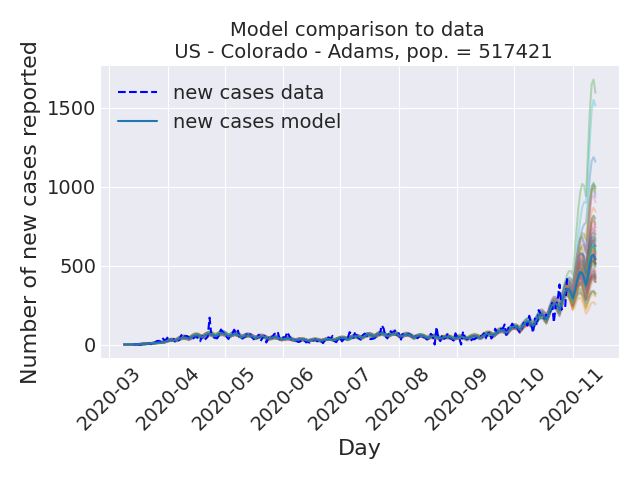 Model comparison to data
US - Colorado - Adams, pop. = 517421
Number of new cases reported
1500
1000
500
0
new cases data
new cases model
2020-03
2020-04
2020-05
2020-06
2020-07
2020-08
2020-09
2020-10
2020-11
Day